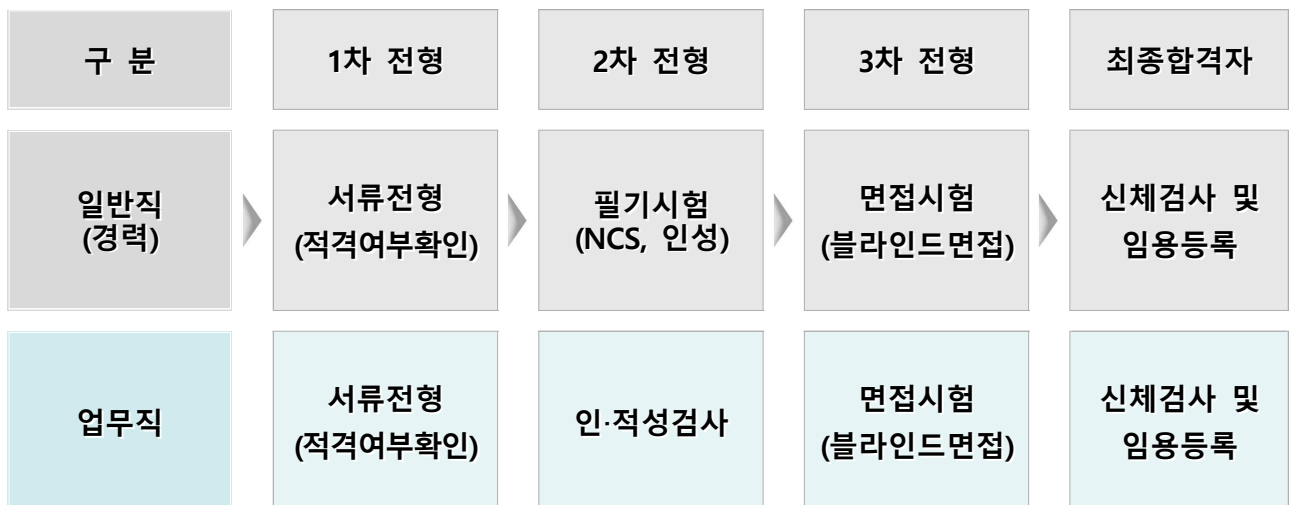 구 분
1차 전형
2차 전형
3차 전형
최종합격자
일반직
(경력)
서류전형
(적격여부확인)
필기시험
(NCS, 인성)
면접시험
(블라인드면접)
신체검사 및
임용등록
업무직
서류전형
(적격여부확인)
인·적성검사
면접시험
(블라인드면접)
신체검사 및
임용등록